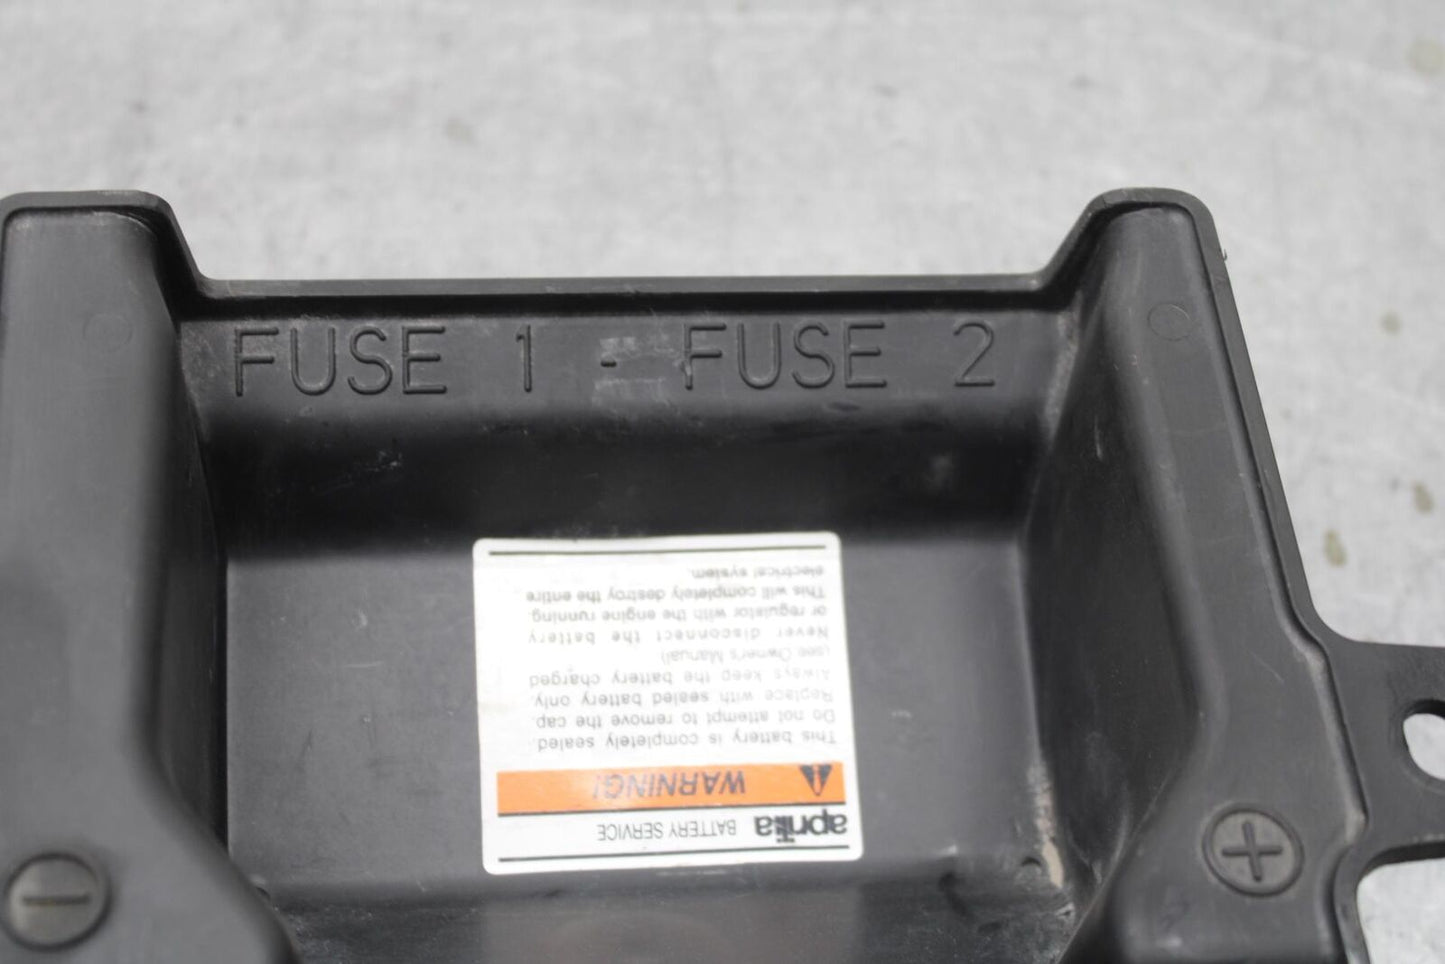 FUSE 1 - FUSE 2
aprilia BATTERY SERVICE
WARNING!
This battery is completely sealed.
Do not attempt to remove the cap.
Replace with sealed battery only.
Always keep the battery charged
(see Owner's Manual)
Never disconnect the battery
or regulator with the engine running.
This will completely destroy the entire
electrical system.
- +